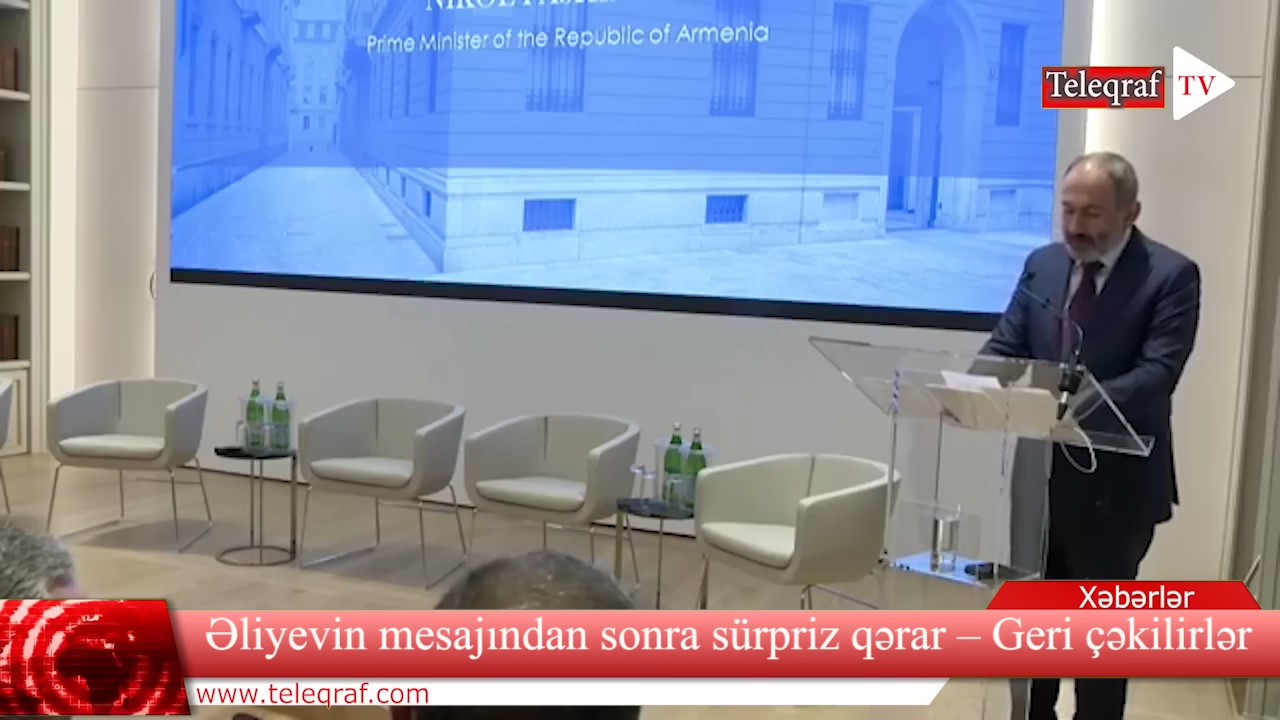 NIKOL
Prime Minister of the Republic of Armenia
Teleqraf TV
Xəbərlər
Əliyevin mesajından sonra sürpriz qərar – Geri çəkilirlər
www.teleqraf.com